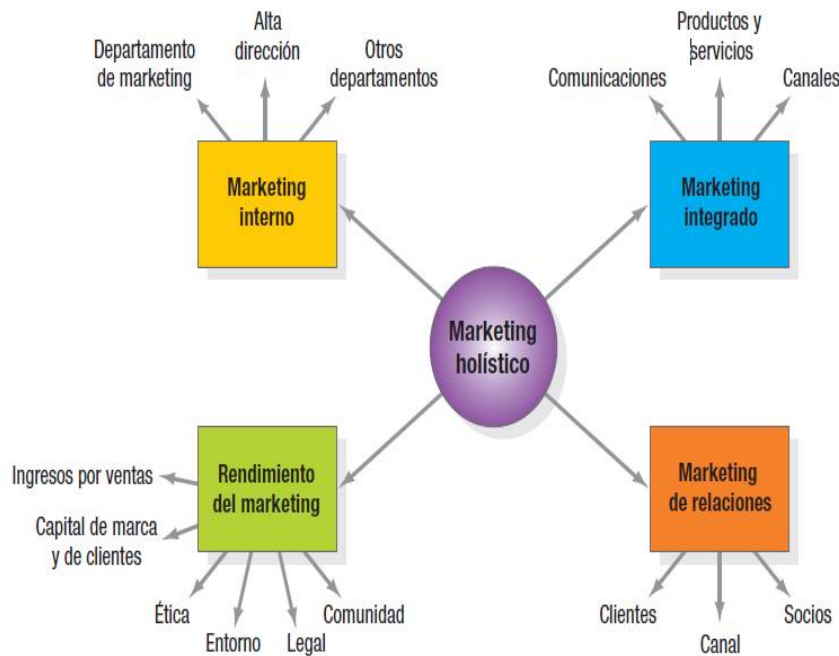 Departamento
de marketing
Alta
dirección
Otros
departamentos
Marketing
interno
Comunicaciones
Productos y
servicios
Canales
Marketing
integrado
Marketing
holístico
Ingresos por ventas
Capital de marca
y de clientes
Rendimiento
del marketing
Ética
Entorno
Legal
Comunidad
Marketing
de relaciones
Clientes
Canal
Socios